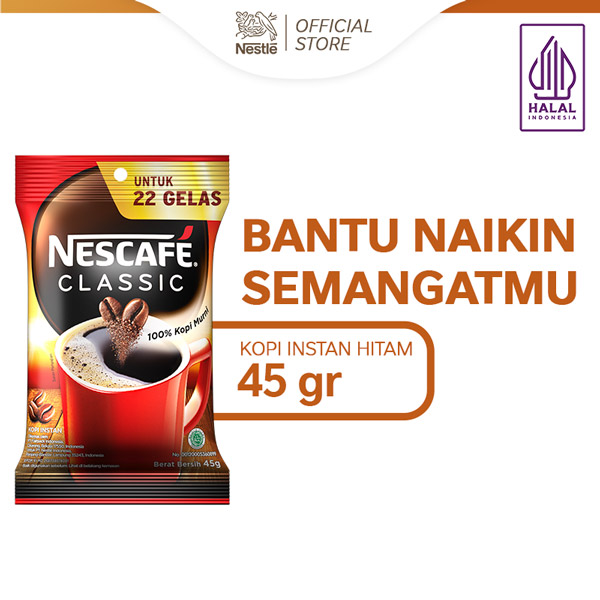 Nestlé
OFFICIAL
STORE
HALAL
INDONESIA
UNTUK
22 GELAS
NESCAFÉ
CLASSIC
100% Kopi Murni
BANTU NAIKIN
SEMANGATMU
KOPI INSTAN HITAM
45 gr
KOPI INSTAN
Berat Bersih 45g